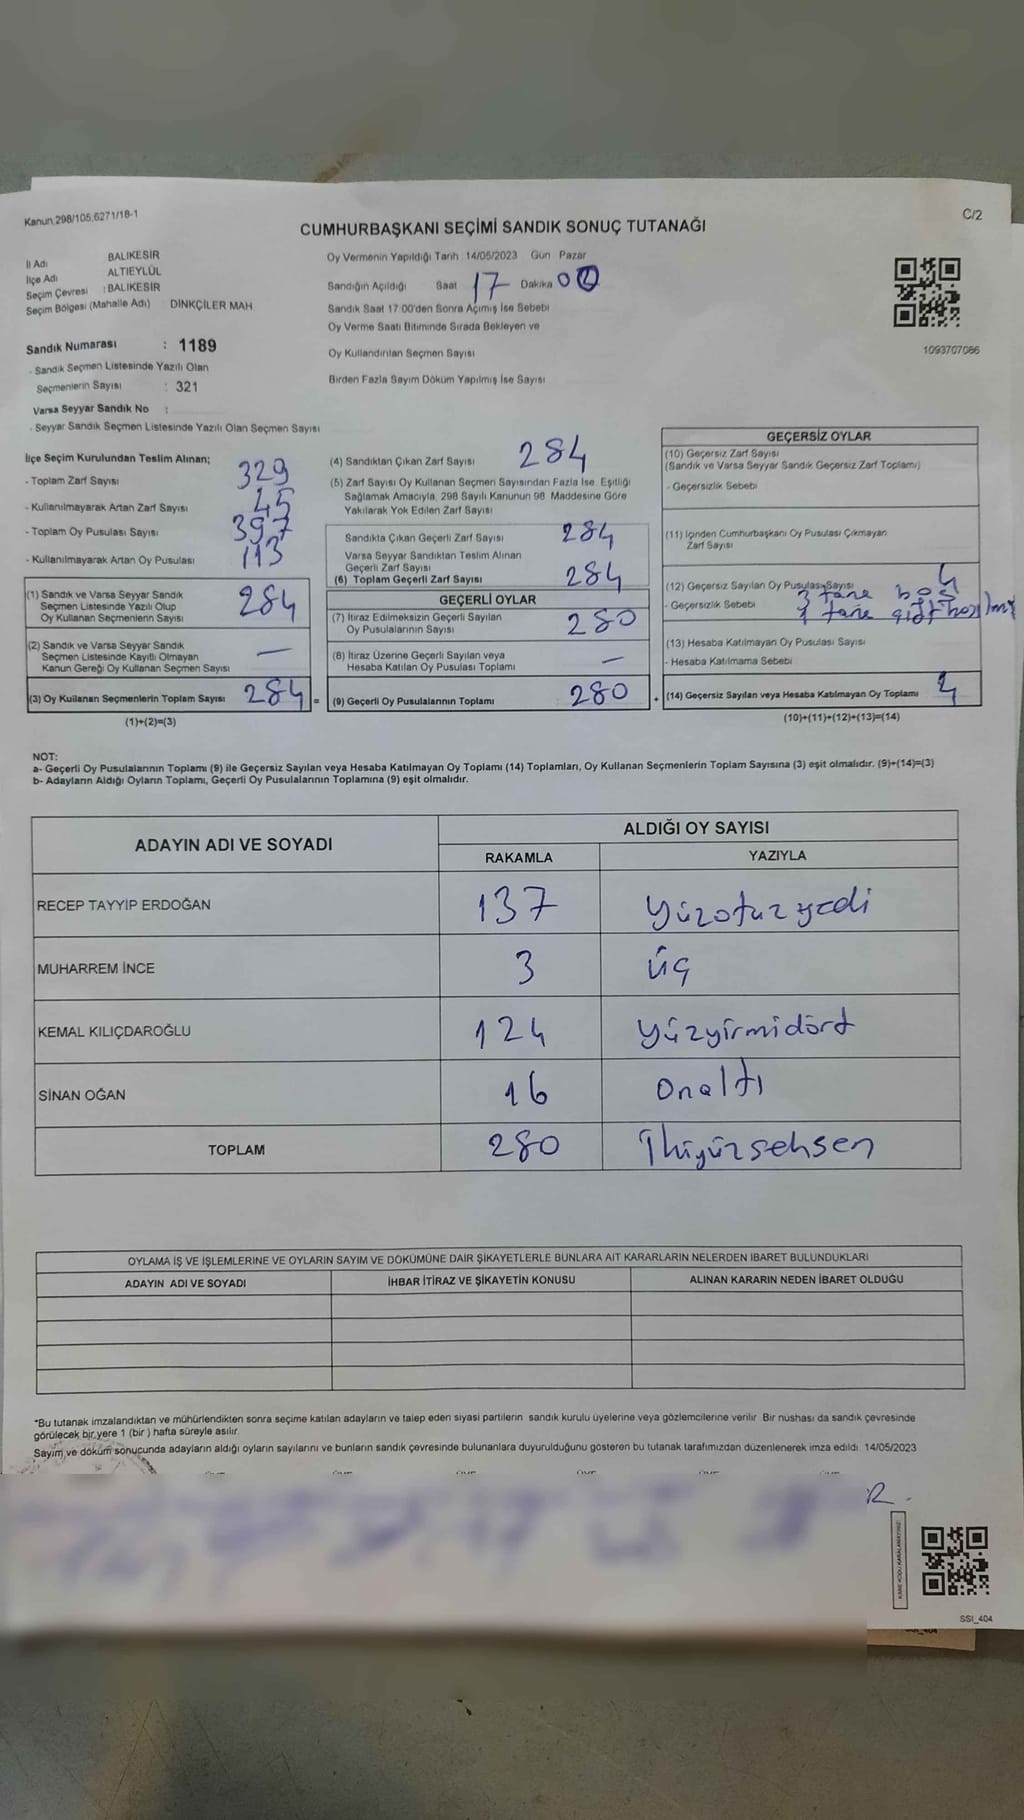 Kanun.298/105,6271/18-1
C/2
CUMHURBAŞKANI SEÇİMİ SANDIK SONUÇ TUTANAĞI
İl Adı BALIKESİR
İlçe Adı ALTIEYLÜL
Seçim Çevresi : BALIKESİR
Seçim Bölgesi (Mahalle Adı) : DİNKÇİLER MAH
Sandık Numarası : 1189
- Sandık Seçmen Listesinde Yazılı Olan
Seçmenlerin Sayısı : 321
Varsa Seyyar Sandık No :
- Seyyar Sandık Seçmen Listesinde Yazılı Olan Seçmen Sayısı
Oy Vermenin Yapıldığı Tarih 14/05/2023 Gün Pazar
Sandığın Açıldığı Saat 17 Dakika
Sandık Saat 17:00'den Sonra Açımış İse Sebebi
Oy Verme Saati Bitiminde Sırada Bekleyen ve
Oy Kullandırılan Seçmen Sayısı
Birden Fazla Sayım Döküm Yapılmış İse Sayısı
1093707086
İlçe Seçim Kurulundan Teslim Alınan;
- Toplam Zarf Sayısı 329
- Kullanılmayarak Artan Zarf Sayısı 45
- Toplam Oy Pusulası Sayısı 397
- Kullanılmayarak Artan Oy Pusulası 113
(1) Sandık ve Varsa Seyyar Sandık
Seçmen Listesinde Yazılı Olup
Oy Kullanan Seçmenlerin Sayısı 284
(2) Sandık ve Varsa Seyyar Sandık
Seçmen Listesinde Kayıtlı Olmayan
Kanun Gereği Oy Kullanan Seçmen Sayısı —
(3) Oy Kullanan Seçmenlerin Toplam Sayısı 284 =
(1)+(2)=(3)
(4) Sandıktan Çıkan Zarf Sayısı 284
(5) Zarf Sayısı Oy Kullanan Seçmen Sayısından Fazla İse, Eşitliği
Sağlamak Amacıyla, 298 Sayılı Kanunun 98. Maddesine Göre
Yakılarak Yok Edilen Zarf Sayısı
Sandıkta Çıkan Geçerli Zarf Sayısı 284
Varsa Seyyar Sandıktan Teslim Alınan
Geçerli Zarf Sayısı
(6) Toplam Geçerli Zarf Sayısı 284
GEÇERLİ OYLAR
(7) İtiraz Edilmeksizin Geçerli Sayılan
Oy Pusulalarının Sayısı 280
(8) İtiraz Üzerine Geçerli Sayılan veya
Hesaba Katılan Oy Pusulası Toplamı —
(9) Geçerli Oy Pusulalarının Toplamı 280 +
GEÇERSİZ OYLAR
(10) Geçersiz Zarf Sayısı
(Sandık ve Varsa Seyyar Sandık Geçersiz Zarf Toplamı)
- Geçersizlik Sebebi
(11) İçinden Cumhurbaşkanı Oy Pusulası Çıkmayan
Zarf Sayısı
(12) Geçersiz Sayılan Oy Pusulası Sayısı 4
- Geçersizlik Sebebi 3 tane boş
1 tane çift
(13) Hesaba Katılmayan Oy Pusulası Sayısı
- Hesaba Katılmama Sebebi
(14) Geçersiz Sayılan veya Hesaba Katılmayan Oy Toplamı 4
(10)+(11)+(12)+(13)=(14)
NOT:
a- Geçerli Oy Pusulalarının Toplamı (9) ile Geçersiz Sayılan veya Hesaba Katılmayan Oy Toplamı (14) Toplamları, Oy Kullanan Seçmenlerin Toplam Sayısına (3) eşit olmalıdır. (9)+(14)=(3)
b- Adayların Aldığı Oyların Toplamı, Geçerli Oy Pusulalarının Toplamına (9) eşit olmalıdır.
ADAYIN ADI VE SOYADI
ALDIĞI OY SAYISI
RAKAMLA YAZIYLA
RECEP TAYYİP ERDOĞAN 137 Yüzotuzyedi
MUHARREM İNCE 3 üç
KEMAL KILIÇDAROĞLU 124 yüzyirmidört
SİNAN OĞAN 16 Onaltı
TOPLAM 280 İkiyüzseksen
OYLAMA İŞ VE İŞLEMLERİNE VE OYLARIN SAYIM VE DÖKÜMÜNE DAİR ŞİKAYETLERLE BUNLARA AİT KARARLARIN NELERDEN İBARET BULUNDUKLARI
ADAYIN ADI VE SOYADI İHBAR İTİRAZ VE ŞİKAYETİN KONUSU ALINAN KARARIN NEDEN İBARET OLDUĞU
*Bu tutanak imzalandıktan ve mühürlendikten sonra seçime katılan adayların ve talep eden siyasi partilerin sandık kurulu üyelerine veya gözlemcilerine verilir. Bir nüshası da sandık çevresinde
görülecek bir yere 1 (bir ) hafta süreyle asılır.
Sayım ve döküm sonucunda adayların aldığı oyların sayılarını ve bunların sandık çevresinde bulunanlara duyurulduğunu gösteren bu tutanak tarafımızdan düzenlenerek imza edildi. 14/05/2023
SSI_404